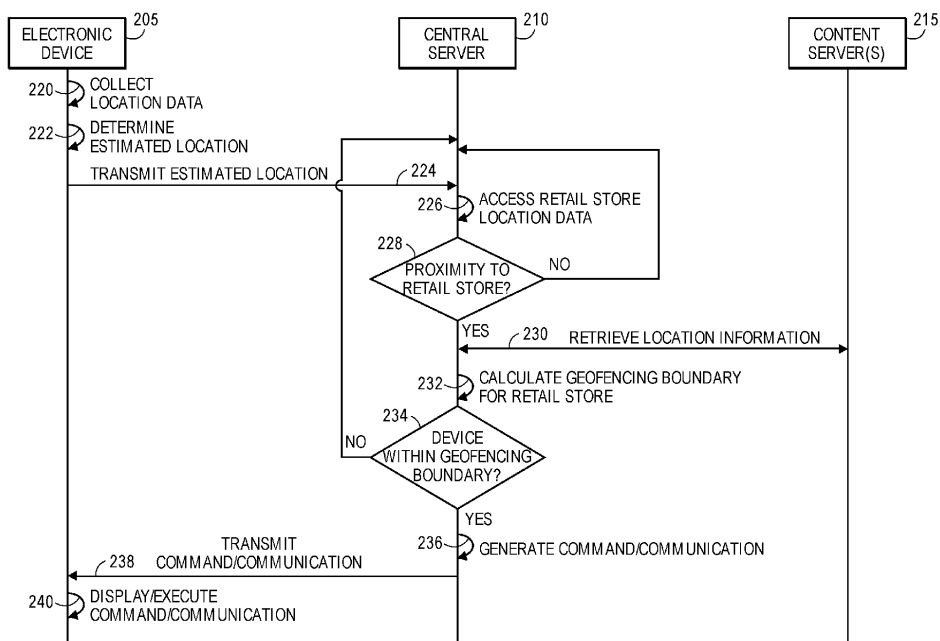 205
ELECTRONIC
DEVICE
210
CENTRAL
SERVER
215
CONTENT
SERVER(S)
220
COLLECT
LOCATION DATA
222
DETERMINE
ESTIMATED LOCATION
TRANSMIT ESTIMATED LOCATION
224
226
ACCESS RETAIL STORE
LOCATION DATA
228
PROXIMITY TO
RETAIL STORE?
NO
YES
230
RETRIEVE LOCATION INFORMATION
232
CALCULATE GEOFENCING BOUNDARY
FOR RETAIL STORE
234
DEVICE
WITHIN GEOFENCING
BOUNDARY?
NO
YES
236
GENERATE COMMAND/COMMUNICATION
238
TRANSMIT
COMMAND/COMMUNICATION
240
DISPLAY/EXECUTE
COMMAND/COMMUNICATION